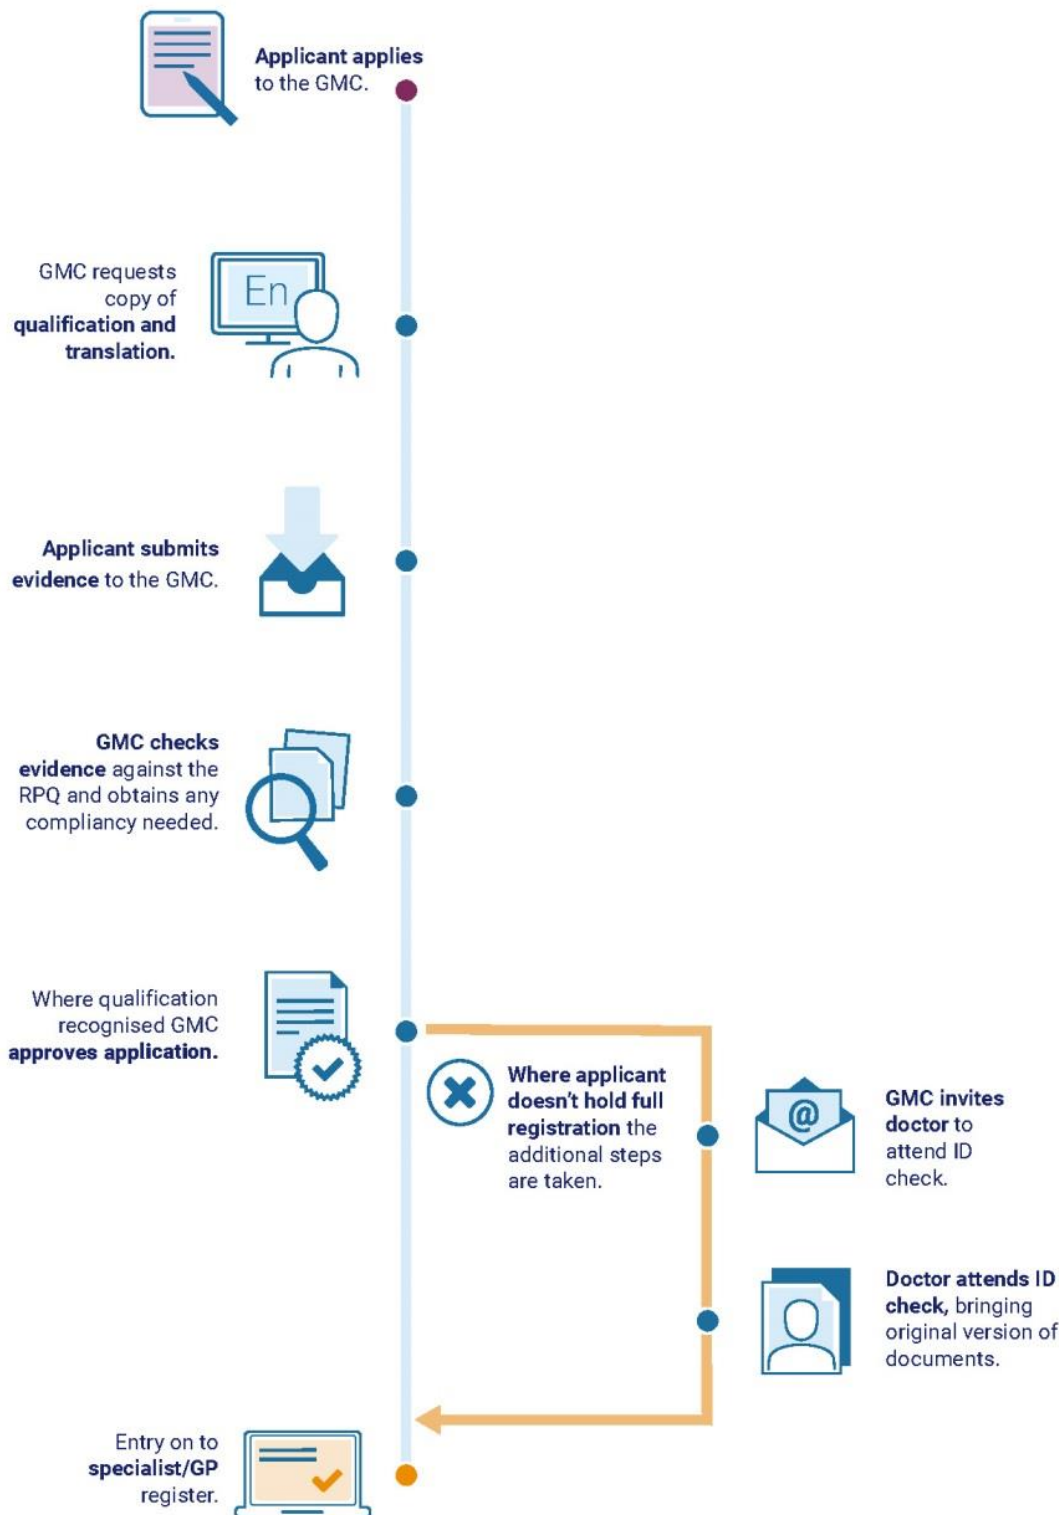 Applicant applies
to the GMC.
GMC requests
copy of
qualification and
translation.
En
Applicant submits
evidence to the GMC.
GMC checks
evidence against the
RPQ and obtains any
compliancy needed.
Where qualification
recognised GMC
approves application.
Where applicant
doesn't hold full
registration the
additional steps
are taken.
@
GMC invites
doctor to
attend ID
check.
Doctor attends ID
check, bringing
original version of
documents.
Entry on to
specialist/GP
register.